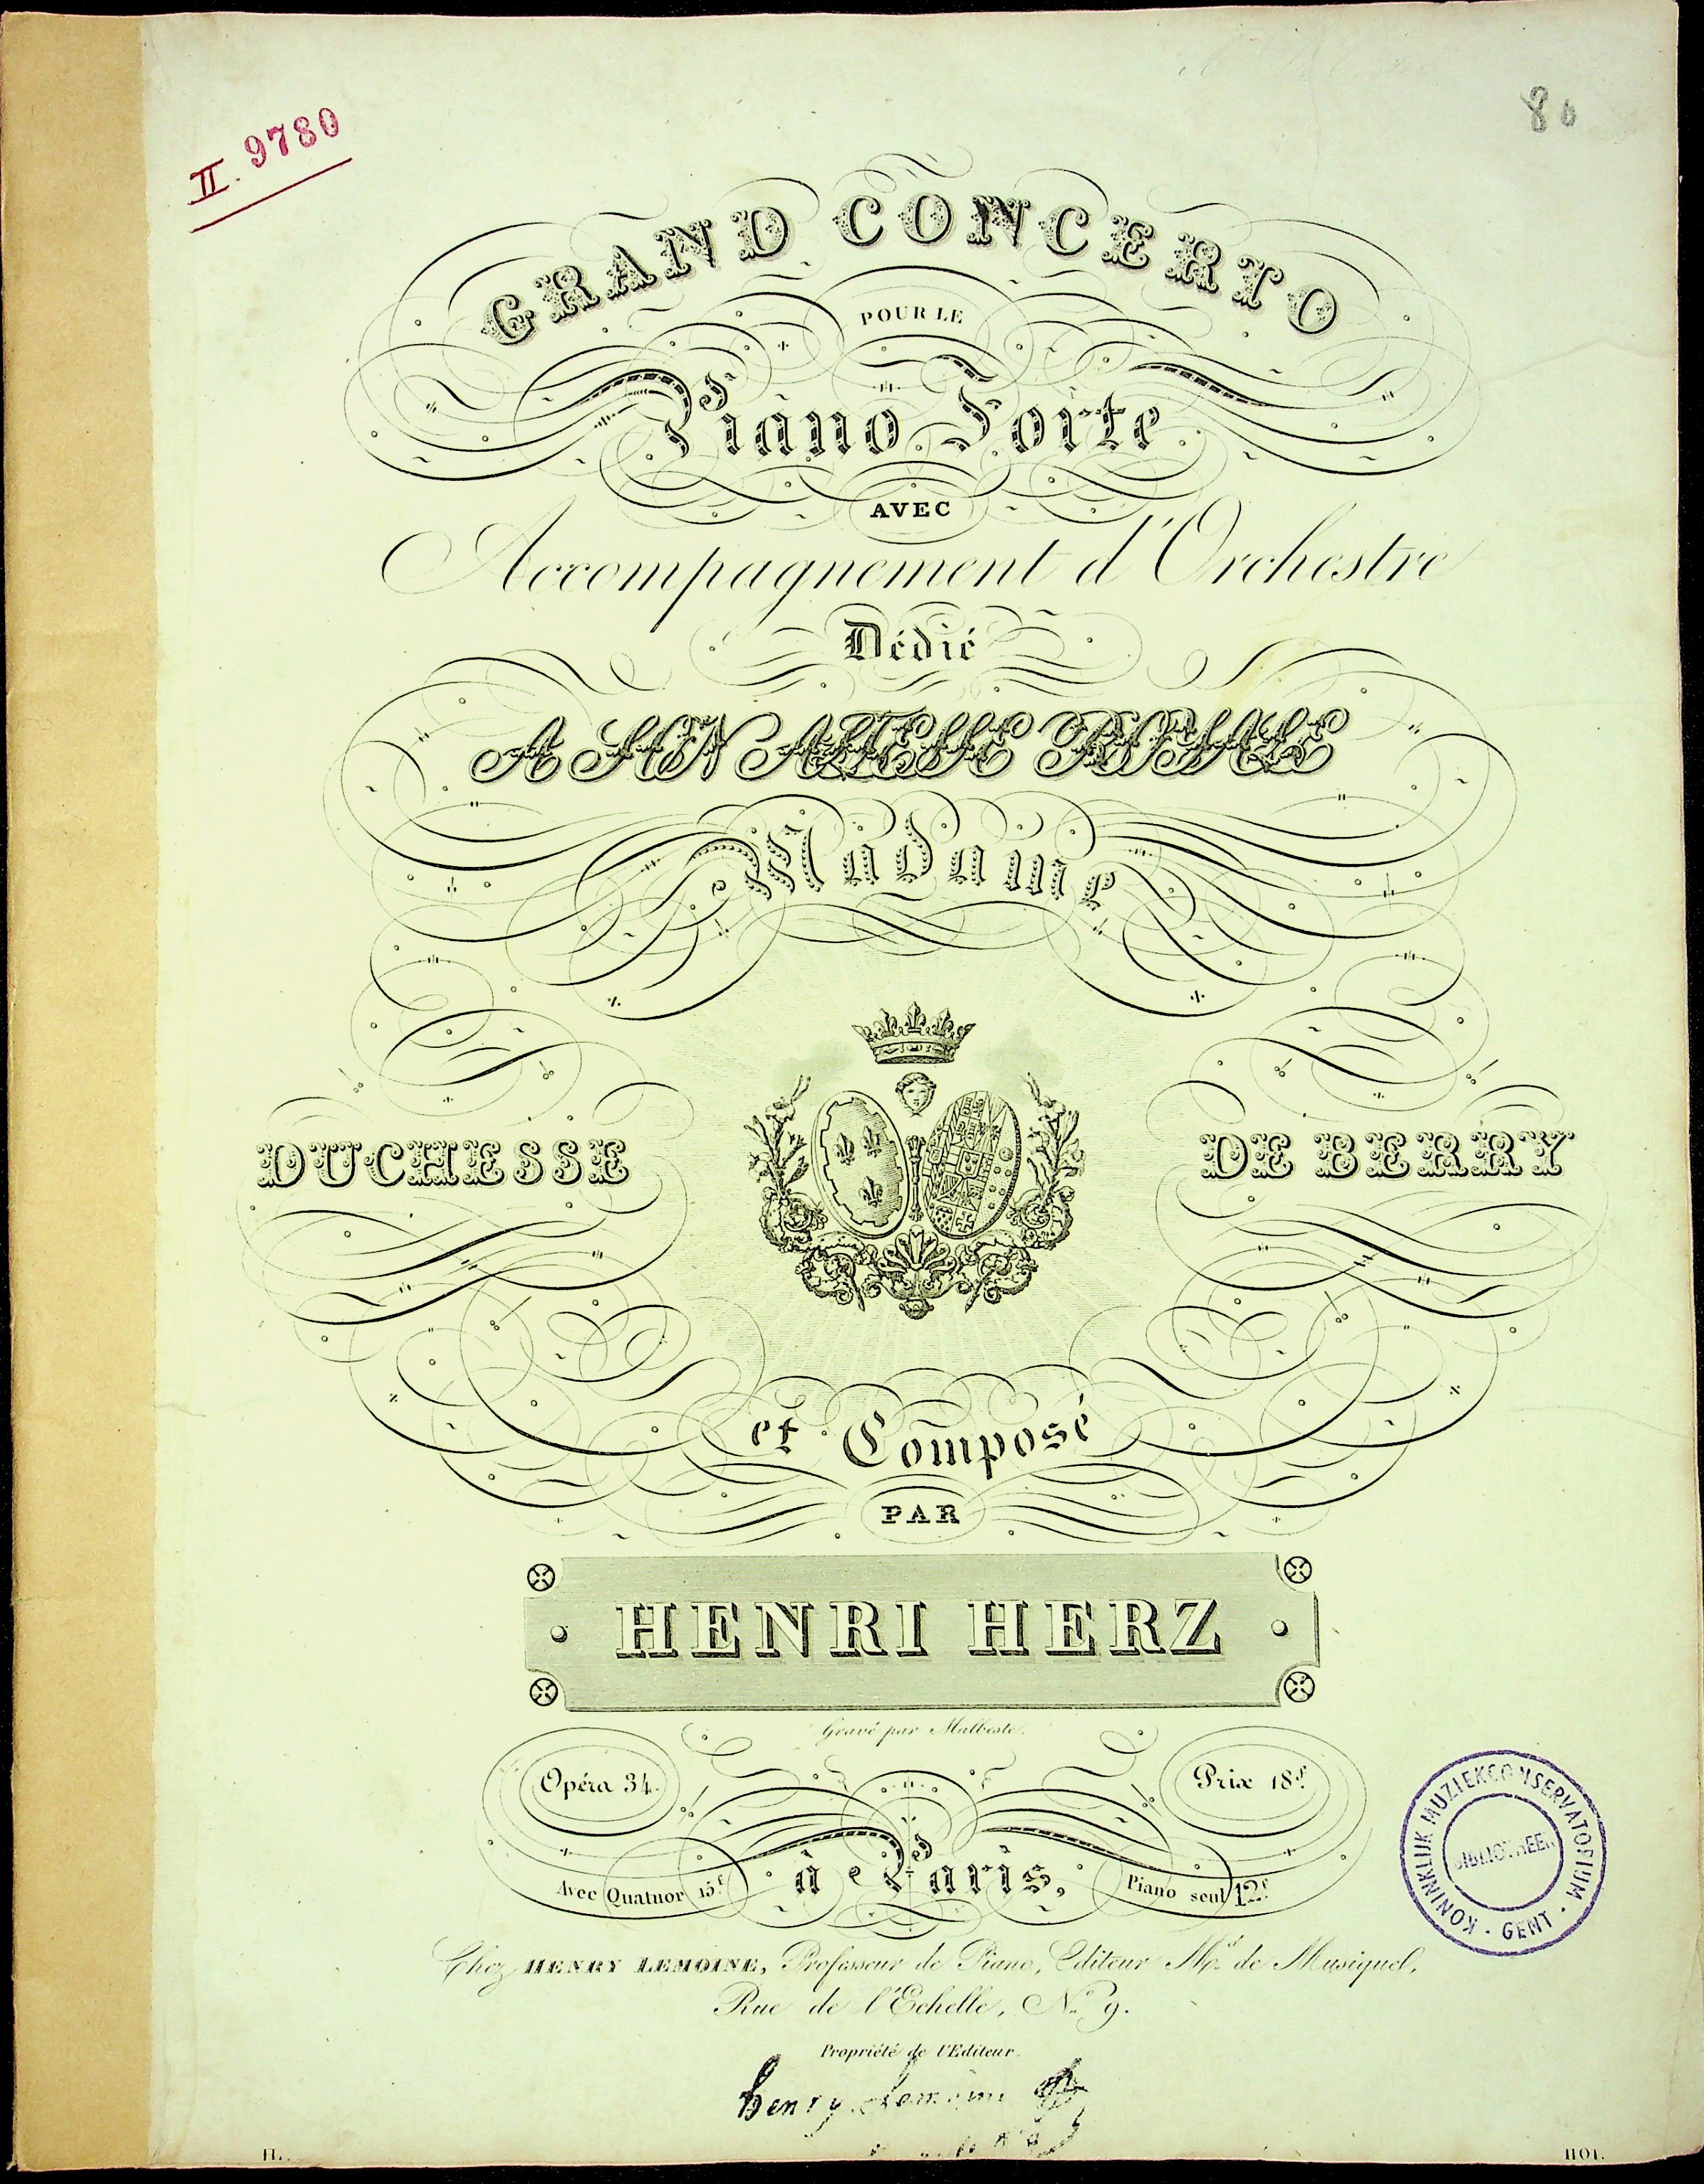 II. 9780
80
GRAND CONCERTO
POUR LE
Piano Forte
AVEC
Accompagnement d'Orchestre
Dédié
A SON ALTESSE ROYALE
Madame
DUCHESSE DE BERRY
et Composé
PAR
HENRI HERZ
Gravé par Malbeste.
Opéra 34. Prix 18f.
Avec Quatuor 15f. à Paris, Piano seul 12f.
KONINKLIJK MUZIEKCONSERVATORIUM · GENT ·
BIBLIOTHEEK
Chez HENRY LEMOINE, Professeur de Piano, Editeur Md. de Musique,
Rue de l'Echelle, No. 9.
Propriété de l'Editeur.
henry Lemoine
1101.